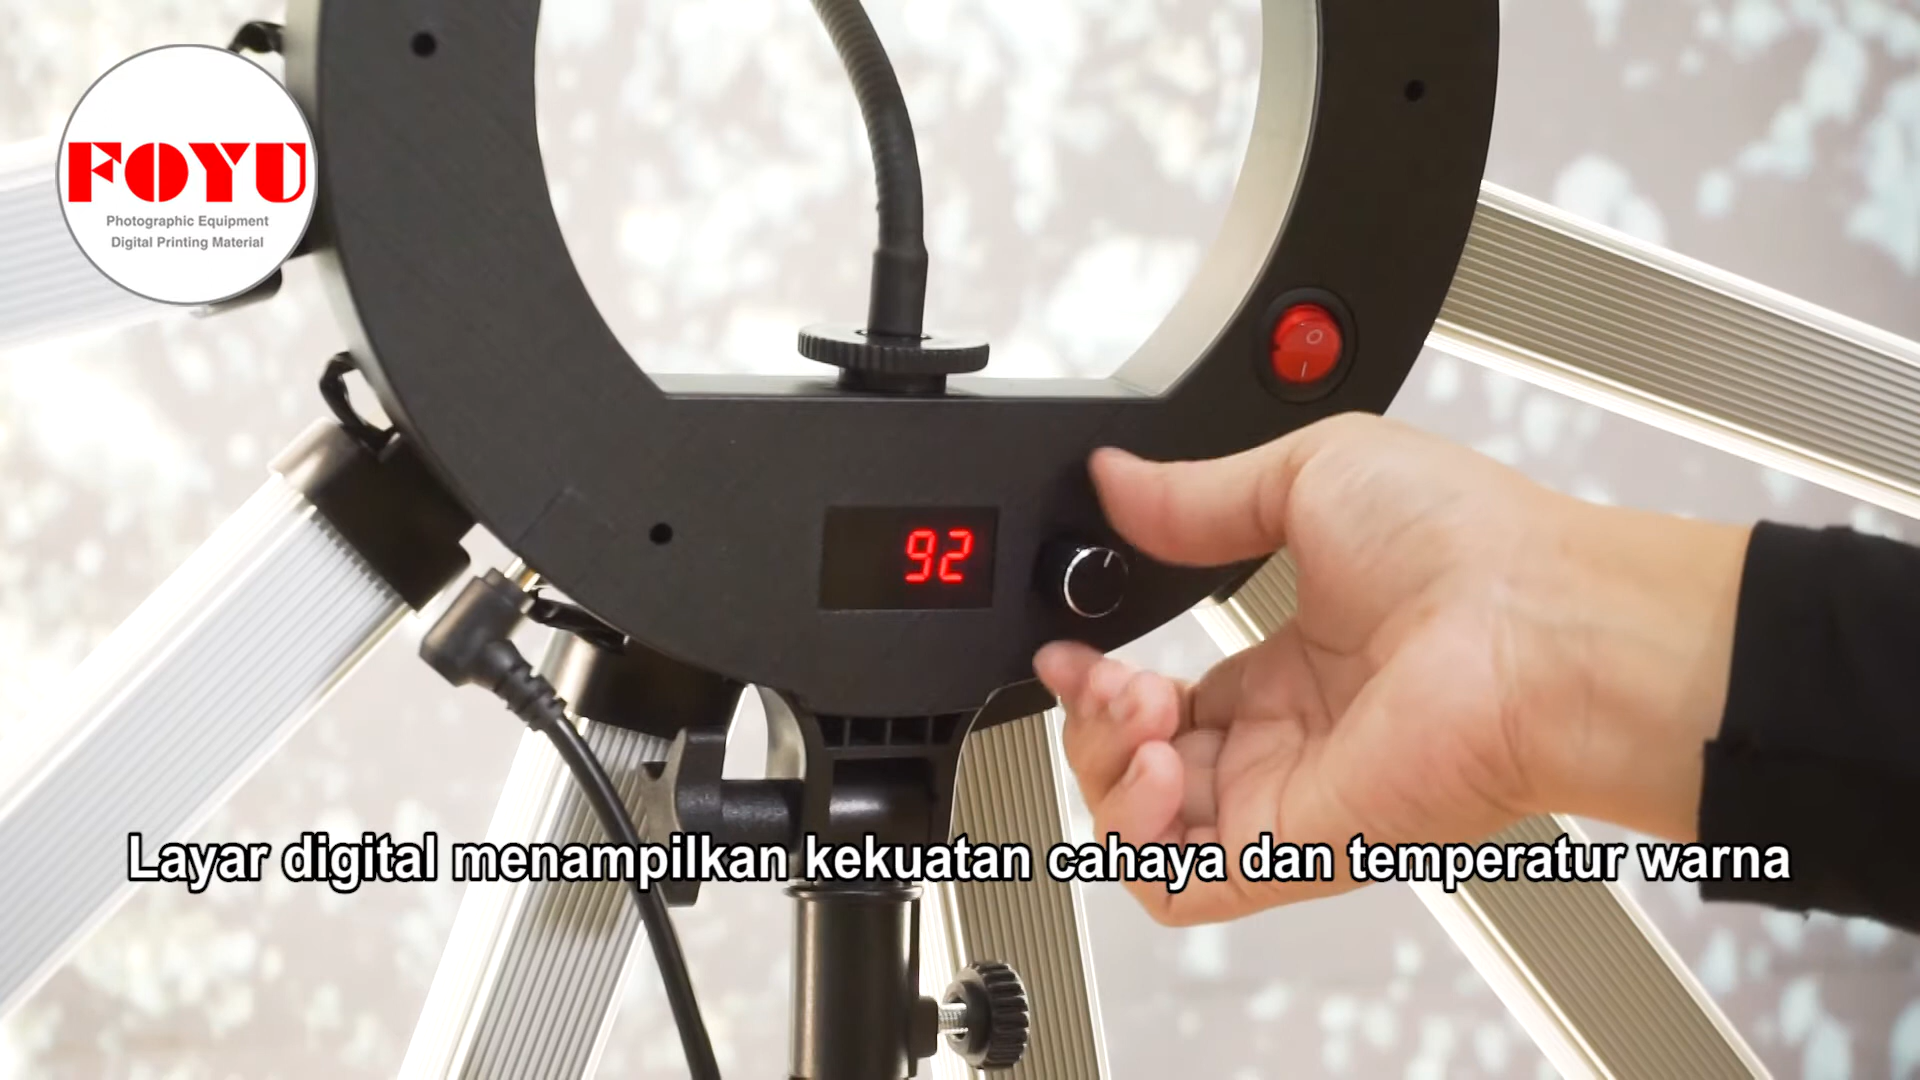 FOYU
Photographic Equipment
Digital Printing Material
92
Layar digital menampilkan kekuatan cahaya dan temperatur warna